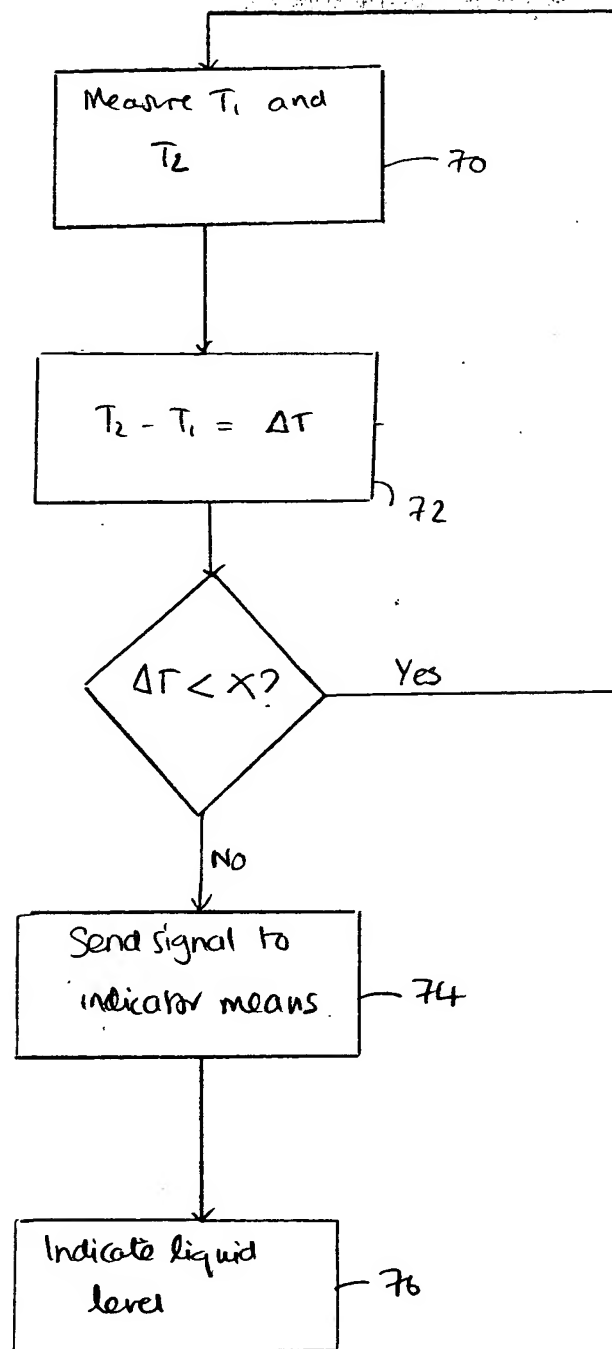 Measure T₁ and
T₂
70
T₂ - T₁ = ΔT
72
ΔT < X?
Yes
No
Send signal to
indicator means
74
Indicate liquid
level
76